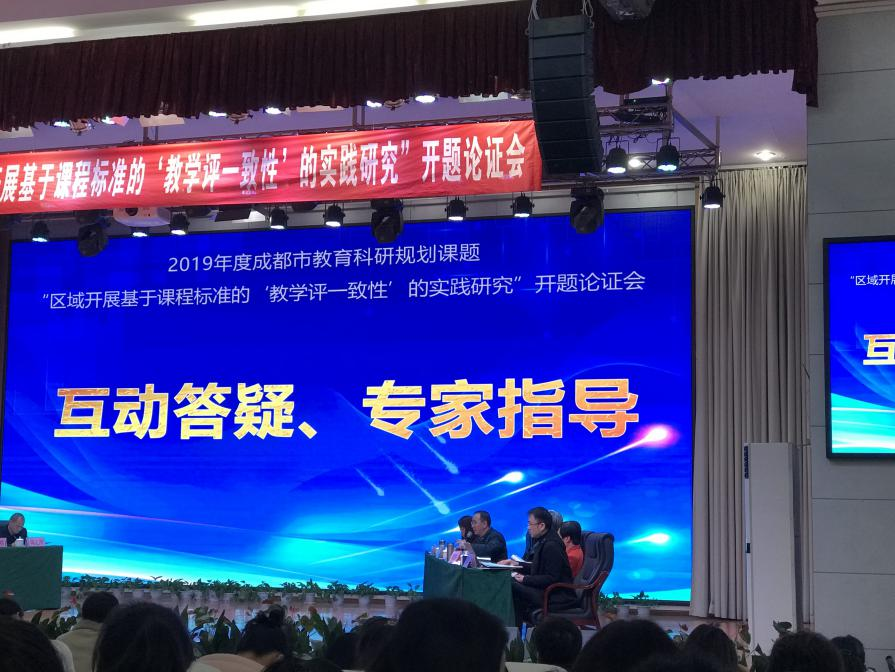 展基于课程标准的‘教学评一致性’的实践研究”开题论证会
2019年度成都市教育科研规划课题
“区域开展基于课程标准的‘教学评一致性’的实践研究”开题论证会
互动答疑、专家指导
“区域开展
互